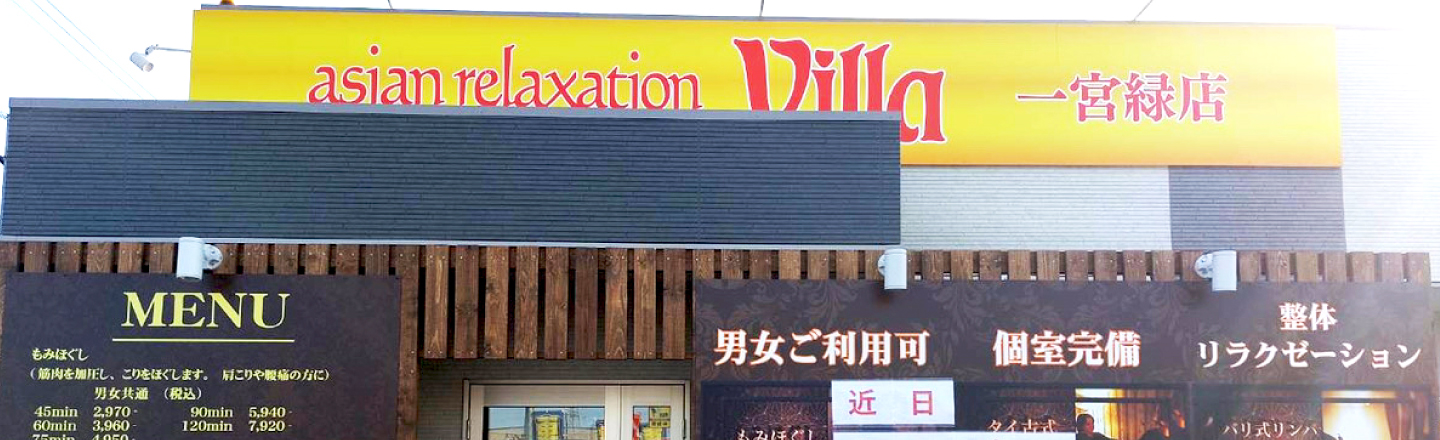 asian relaxation Villa 一宮緑店
MENU
もみほぐし
(筋肉を加圧し、こりをほぐします。 肩こりや腰痛の方に)
男女共通 (税込)
45min 2,970- 90min 5,940-
60min 3,960- 120min 7,920-
75min 4,950-
男女ご利用可
個室完備
整体
リラクゼーション
近日
もみほぐし
タイ古式
バリ式リンパ